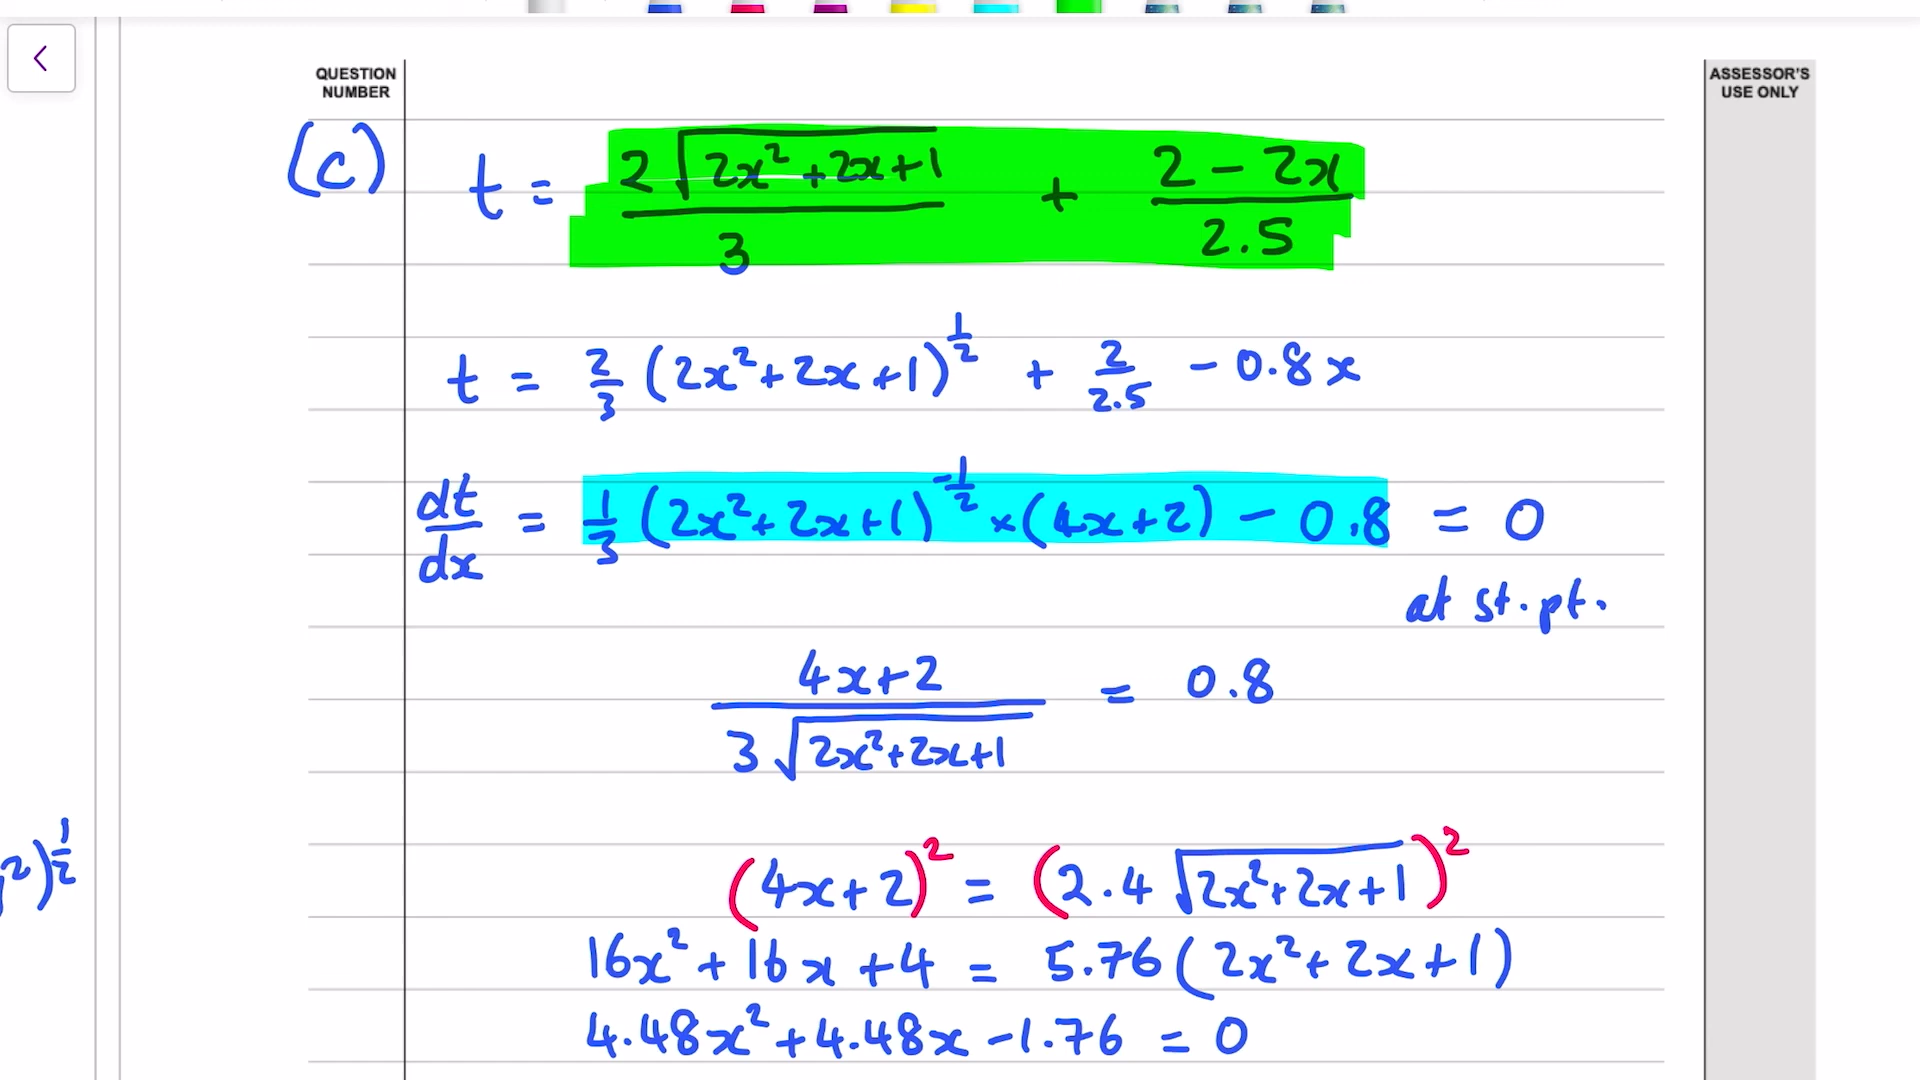 QUESTION NUMBER
ASSESSOR'S USE ONLY
(c) t = 2√(2x²+2x+1)/3 + (2-2x)/2.5
t = 2/3 (2x²+2x+1)^(1/2) + 2/2.5 - 0.8x
dt/dx = 1/3 (2x²+2x+1)^(-1/2) × (4x+2) - 0.8 = 0
at st. pt.
(4x+2)/(3√(2x²+2x+1)) = 0.8
²)^(1/2)
(4x+2)² = (2.4√(2x²+2x+1))²
16x²+16x+4 = 5.76(2x²+2x+1)
4.48x²+4.48x-1.76 = 0